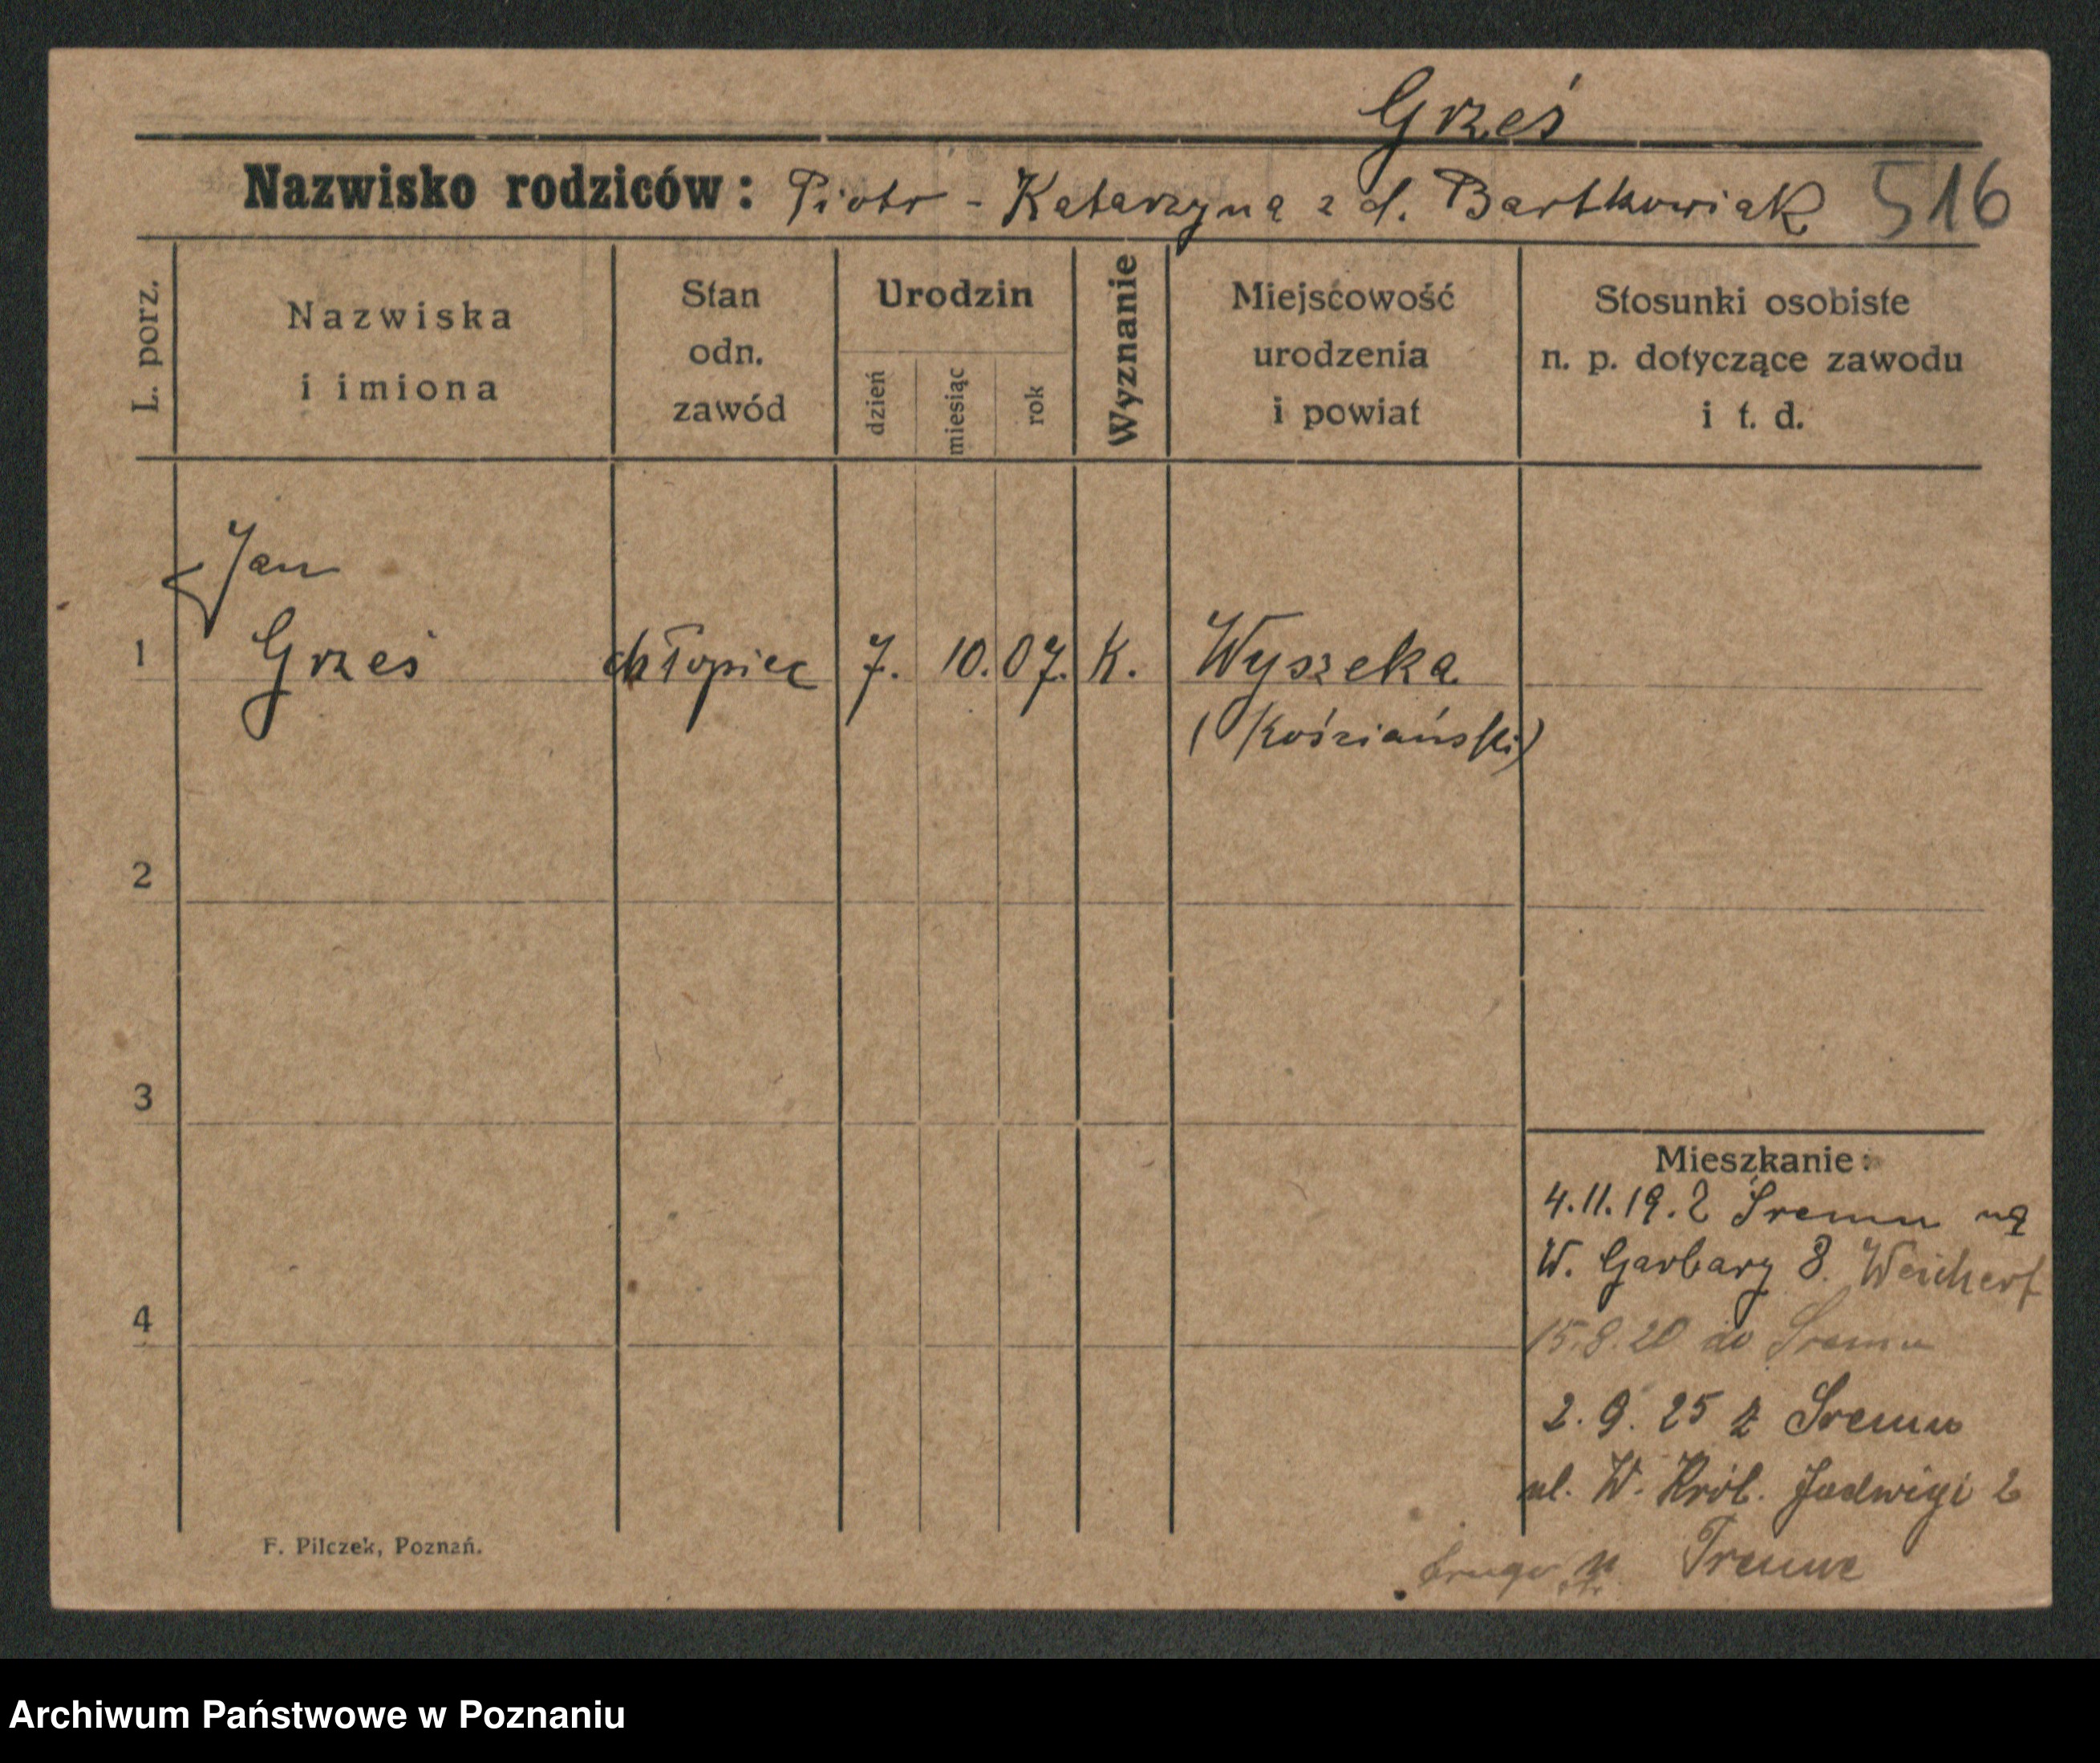 Grześ
Nazwisko rodziców: Piotr - Katarzyna z d. Bartkowiak 516
L. porz.
Nazwiska
i imiona
Stan
odn.
zawód
Urodzin
dzień
miesiąc
rok
Wyznanie
Miejscowość
urodzenia
i powiat
Stosunki osobiste
n. p. dotyczące zawodu
i t. d.
Jan
1 Grześ chłopiec 7. 10. 07. K. Wyszeka
(Kościański)
2
3
Mieszkanie:
4.11.19. z Śremu na
W. Garbary 8. Weichert
4
15.8.20 do Śremu
2. 9. 25 z Śremu
ul. W. Król. Jadwigi 2
F. Pilczek, Poznań.
Archiwum Państwowe w Poznaniu